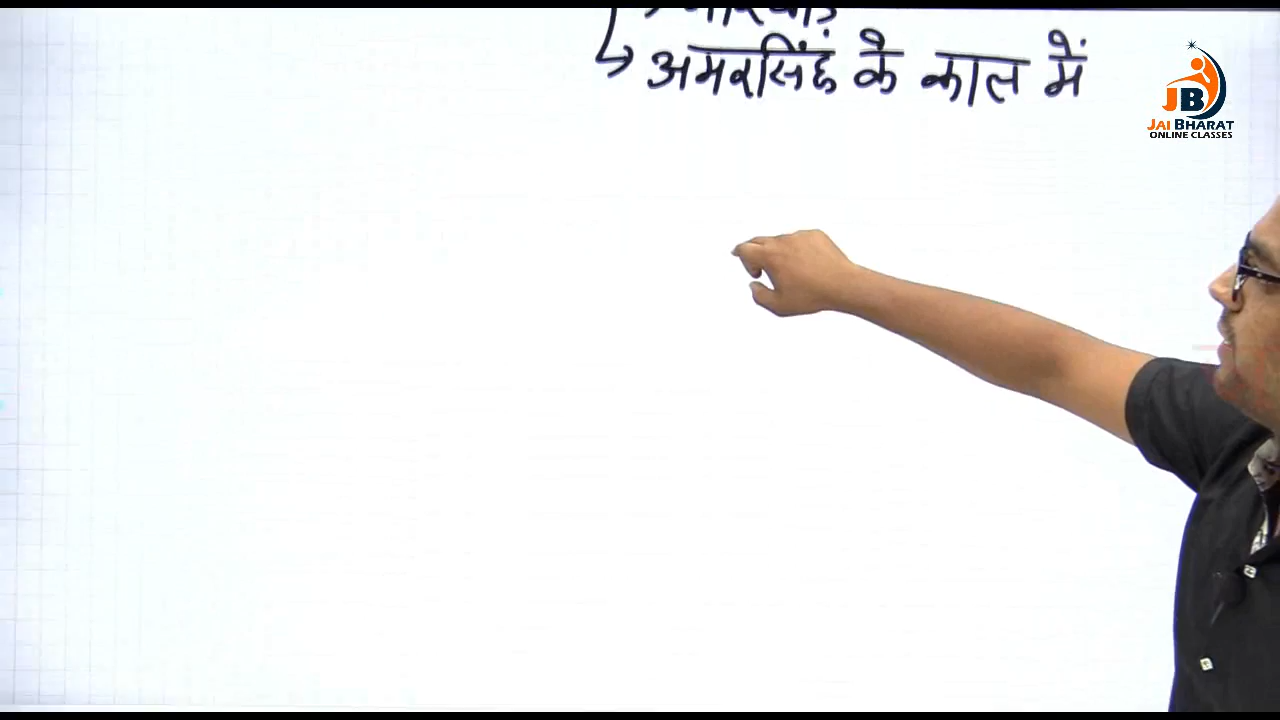 अमरसिंह के काल में
JB
JAI BHARAT
ONLINE CLASSES